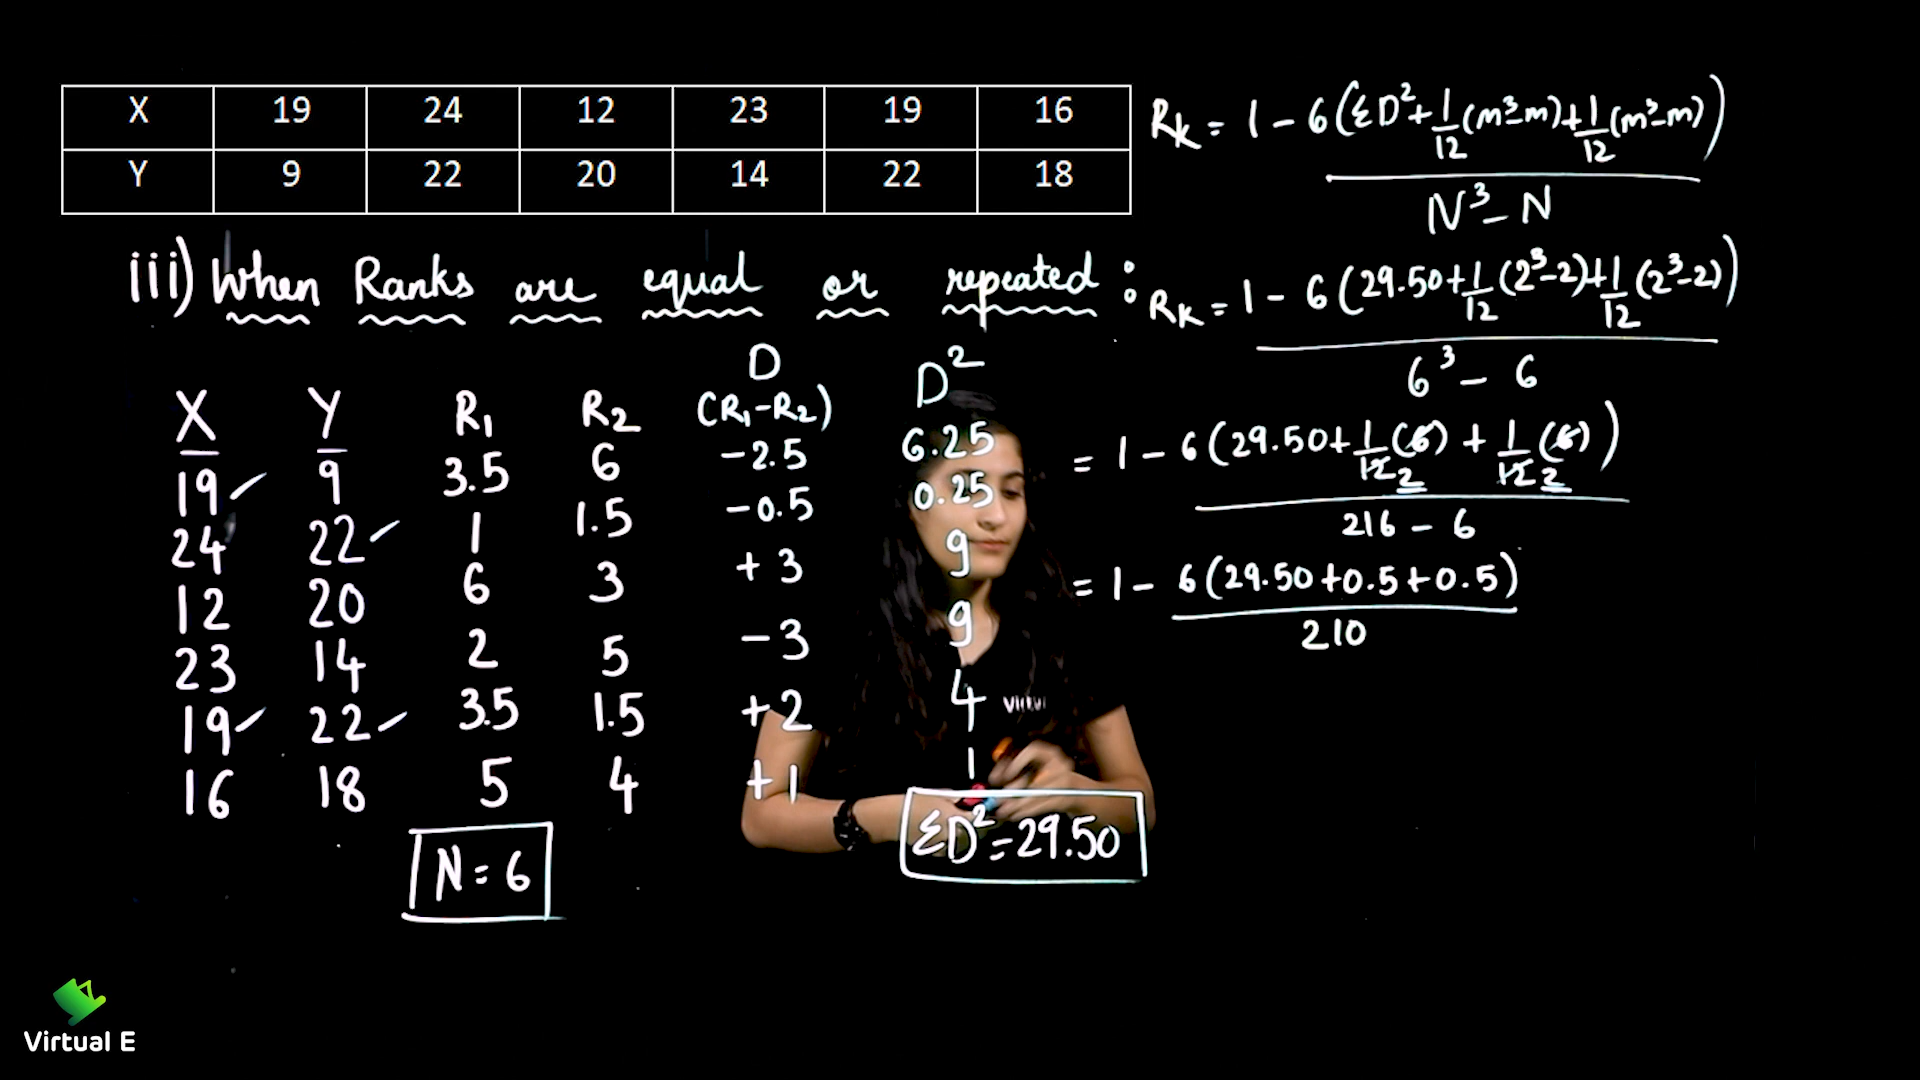 X 19 24 12 23 19 16
Y 9 22 20 14 22 18
iii) When Ranks are equal or repeated :
X Y R₁ R₂ D (R₁-R₂) D²
19 ✓ 9 3.5 6 -2.5 6.25
24 22 ✓ 1 1.5 -0.5 0.25
12 20 6 3 +3 9
23 14 2 5 -3 9
19 ✓ 22 ✓ 3.5 1.5 +2 4
16 18 5 4 +1 1
N = 6
ΣD² = 29.50
Rk = 1 - 6(ΣD² + 1/12 (m³-m) + 1/12 (m³-m))
N³ - N
Rk = 1 - 6(29.50 + 1/12 (2³-2) + 1/12 (2³-2))
6³ - 6
= 1 - 6(29.50 + 1/12 (6) + 1/12 (6))
2 2
216 - 6
= 1 - 6(29.50 + 0.5 + 0.5)
210
Virtual E